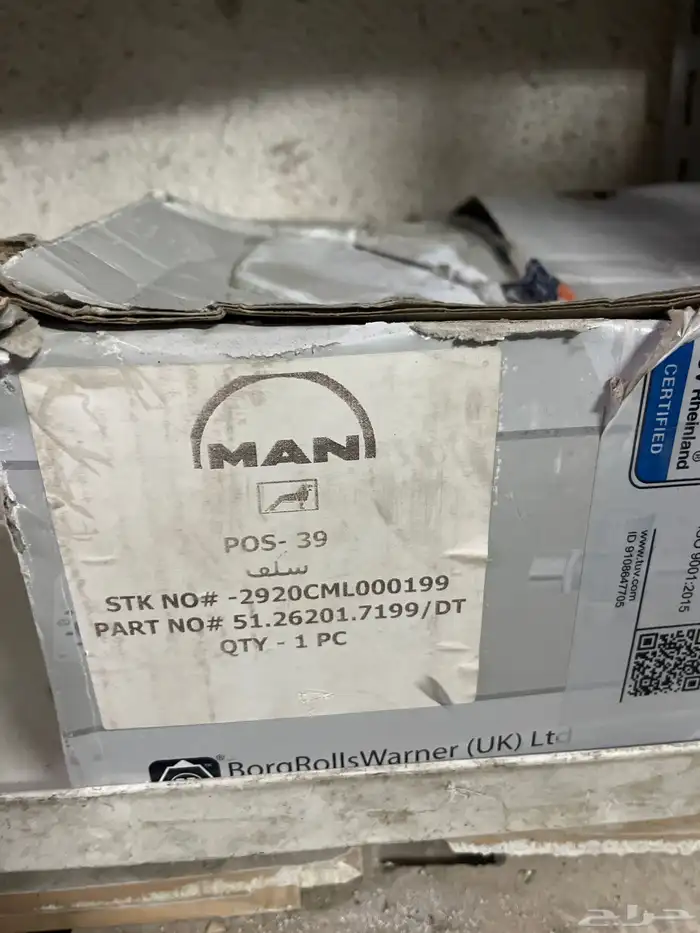 MAN
POS- 39
سلف
STK NO# -2920CML000199
PART NO# 51.26201.7199/DT
QTY - 1 PC
BorgRollsWarner (UK) Ltd
Rheinland®
CERTIFIED
9001:2015
www.tuv.com
ID 9108647705
حراج